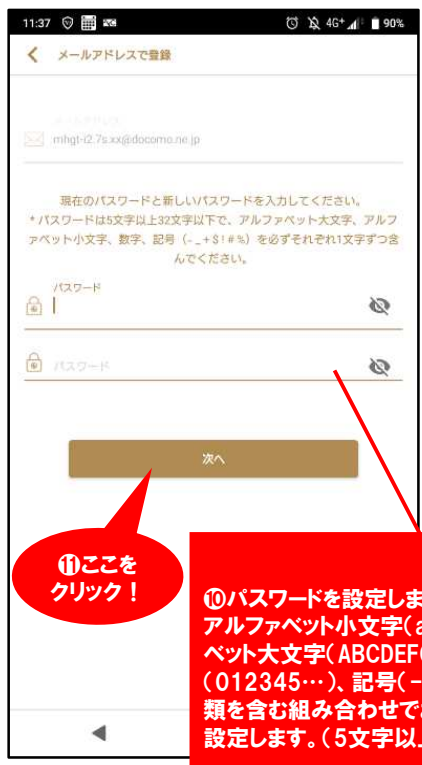 11:37 4G+ 90%
メールアドレスで登録
メールアドレス
mhgt-i2.7s.xx@docomo.ne.jp
現在のパスワードと新しいパスワードを入力してください。
* パスワードは5文字以上32文字以下で、アルファベット大文字、アルフ
ァベット小文字、数字、記号（-_+$!#%）を必ずそれぞれ1文字ずつ含
んでください。
パスワード
パスワード
次へ
⑪ここを
クリック！
⑩パスワードを設定しま
アルファベット小文字(a
ベット大文字(ABCDEF
(012345…)、記号(-
類を含む組み合わせで
設定します。(5文字以